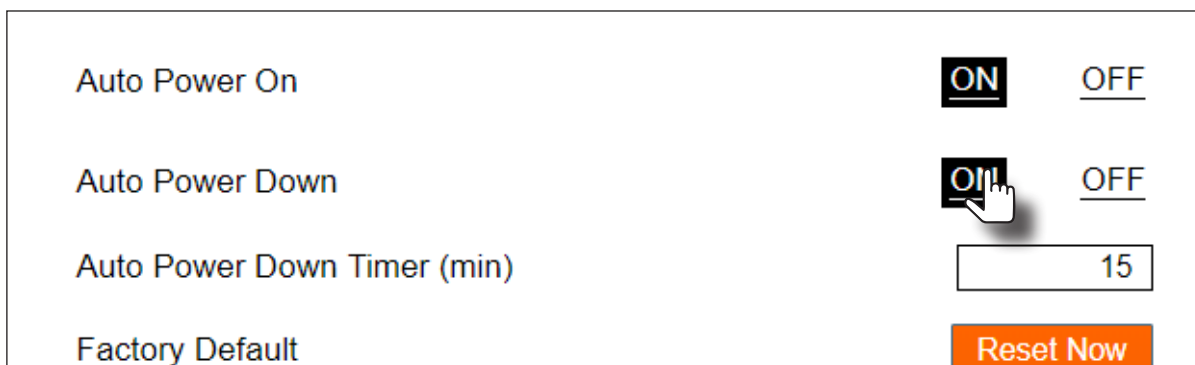 Auto Power On ON OFF
Auto Power Down ON OFF
Auto Power Down Timer (min) 15
Factory Default Reset Now